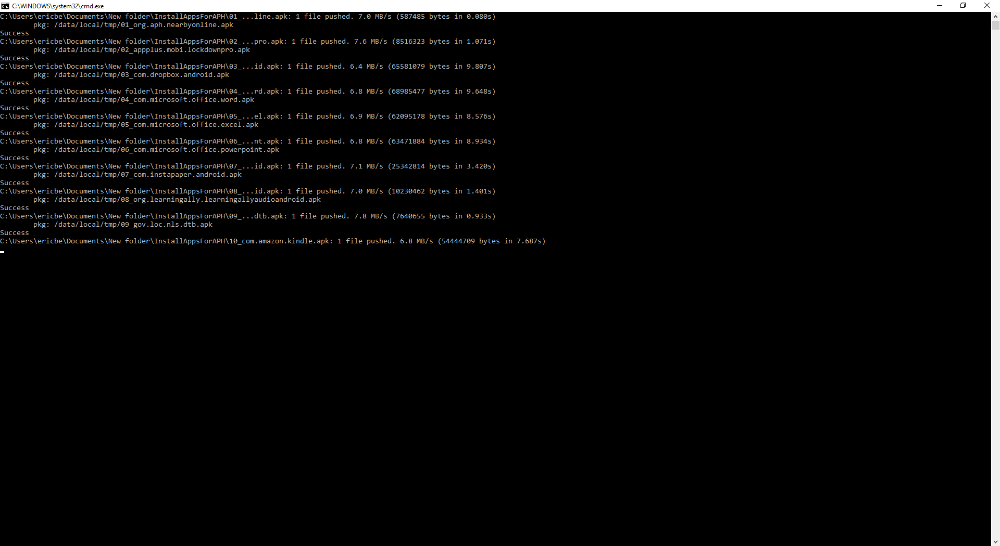 C:\WINDOWS\system32\cmd.exe
C:\Users\ericbe\Documents\New folder\InstallAppsForAPH\01_...line.apk: 1 file pushed. 7.0 MB/s (587485 bytes in 0.080s)
pkg: /data/local/tmp/01_org.aph.nearbyonline.apk
Success
C:\Users\ericbe\Documents\New folder\InstallAppsForAPH\02_...pro.apk: 1 file pushed. 7.6 MB/s (8516323 bytes in 1.071s)
pkg: /data/local/tmp/02_appplus.mobi.lockdownpro.apk
Success
C:\Users\ericbe\Documents\New folder\InstallAppsForAPH\03_...id.apk: 1 file pushed. 6.4 MB/s (65581079 bytes in 9.807s)
pkg: /data/local/tmp/03_com.dropbox.android.apk
Success
C:\Users\ericbe\Documents\New folder\InstallAppsForAPH\04_...rd.apk: 1 file pushed. 6.8 MB/s (68985477 bytes in 9.648s)
pkg: /data/local/tmp/04_com.microsoft.office.word.apk
Success
C:\Users\ericbe\Documents\New folder\InstallAppsForAPH\05_...el.apk: 1 file pushed. 6.9 MB/s (62095178 bytes in 8.576s)
pkg: /data/local/tmp/05_com.microsoft.office.excel.apk
Success
C:\Users\ericbe\Documents\New folder\InstallAppsForAPH\06_...nt.apk: 1 file pushed. 6.8 MB/s (63471884 bytes in 8.934s)
pkg: /data/local/tmp/06_com.microsoft.office.powerpoint.apk
Success
C:\Users\ericbe\Documents\New folder\InstallAppsForAPH\07_...id.apk: 1 file pushed. 7.1 MB/s (25342814 bytes in 3.420s)
pkg: /data/local/tmp/07_com.instapaper.android.apk
Success
C:\Users\ericbe\Documents\New folder\InstallAppsForAPH\08_...id.apk: 1 file pushed. 7.0 MB/s (10230462 bytes in 1.401s)
pkg: /data/local/tmp/08_org.learningally.learningallyaudioandroid.apk
Success
C:\Users\ericbe\Documents\New folder\InstallAppsForAPH\09_...dtb.apk: 1 file pushed. 7.8 MB/s (7640655 bytes in 0.933s)
pkg: /data/local/tmp/09_gov.loc.nls.dtb.apk
Success
C:\Users\ericbe\Documents\New folder\InstallAppsForAPH\10_com.amazon.kindle.apk: 1 file pushed. 6.8 MB/s (54444709 bytes in 7.687s)